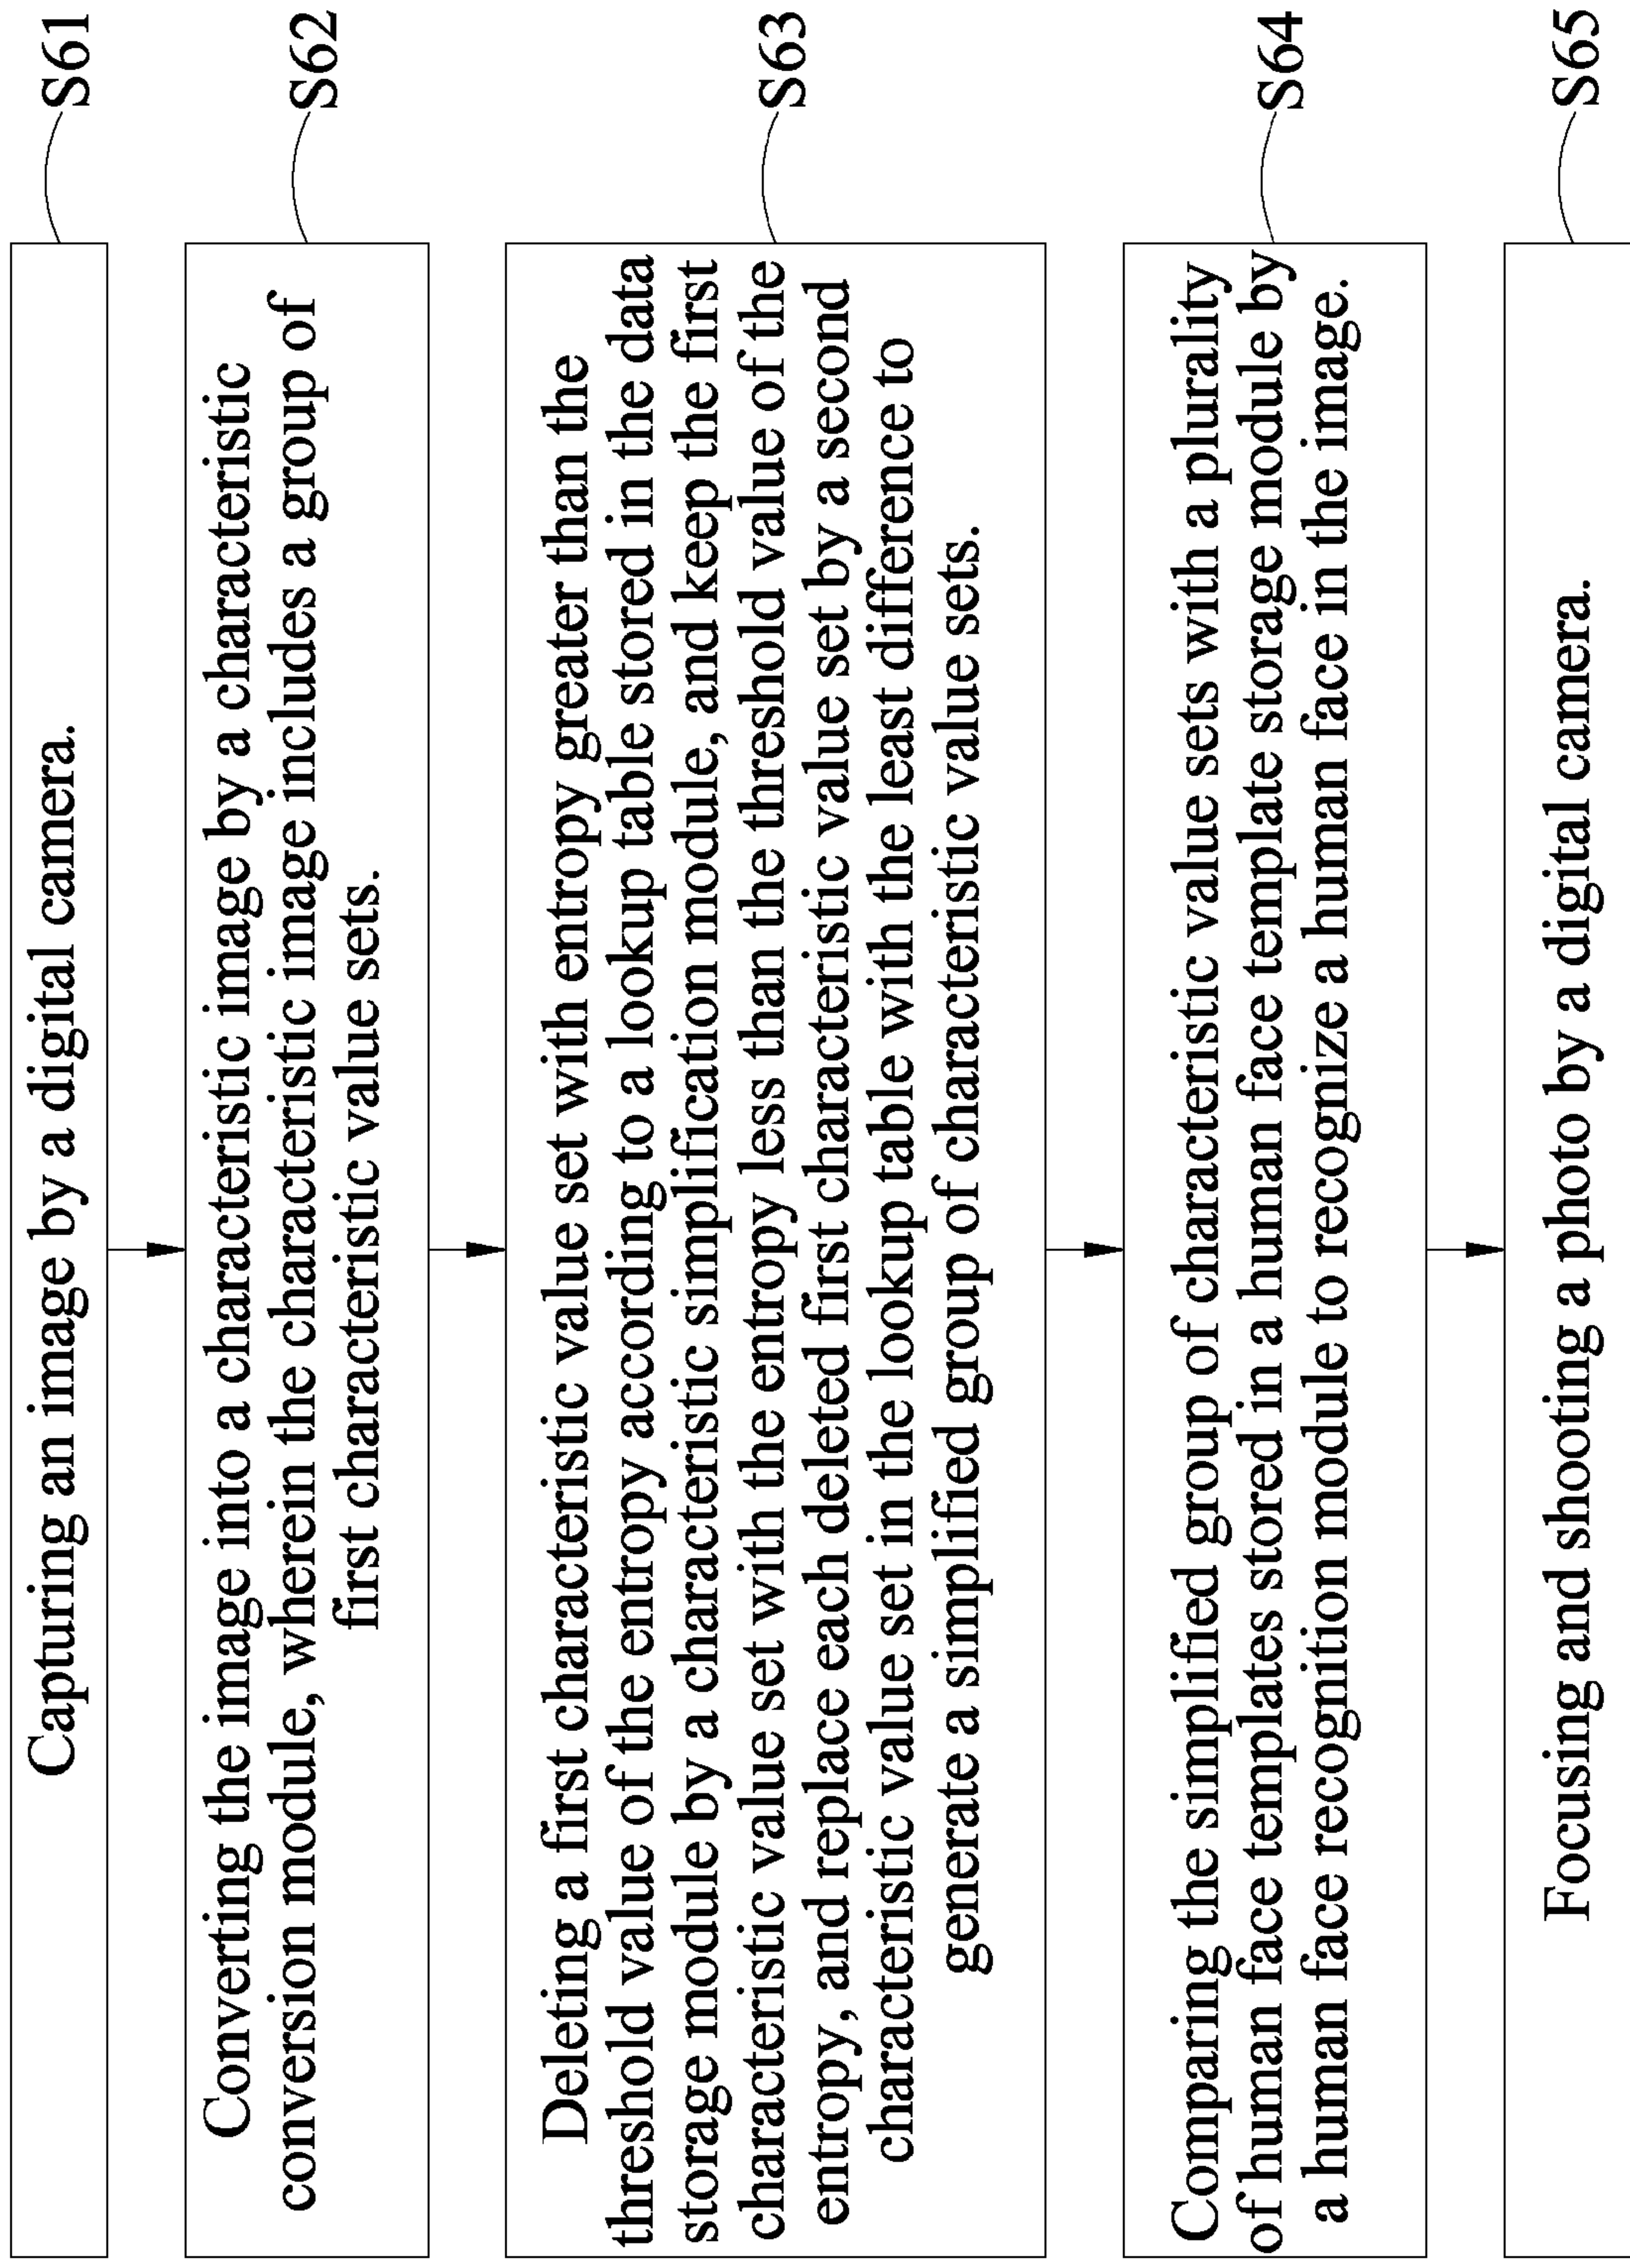 Capturing an image by a digital camera.
S61
Converting the image into a characteristic image by a characteristic
conversion module, wherein the characteristic image includes a group of
first characteristic value sets.
S62
Deleting a first characteristic value set with entropy greater than the
threshold value of the entropy according to a lookup table stored in the data
storage module by a characteristic simplification module, and keep the first
characteristic value set with the entropy less than the threshold value of the
entropy, and replace each deleted first characteristic value set by a second
characteristic value set in the lookup table with the least difference to
generate a simplified group of characteristic value sets.
S63
Comparing the simplified group of characteristic value sets with a plurality
of human face templates stored in a human face template storage module by
a human face recognition module to recognize a human face in the image.
S64
Focusing and shooting a photo by a digital camera.
S65